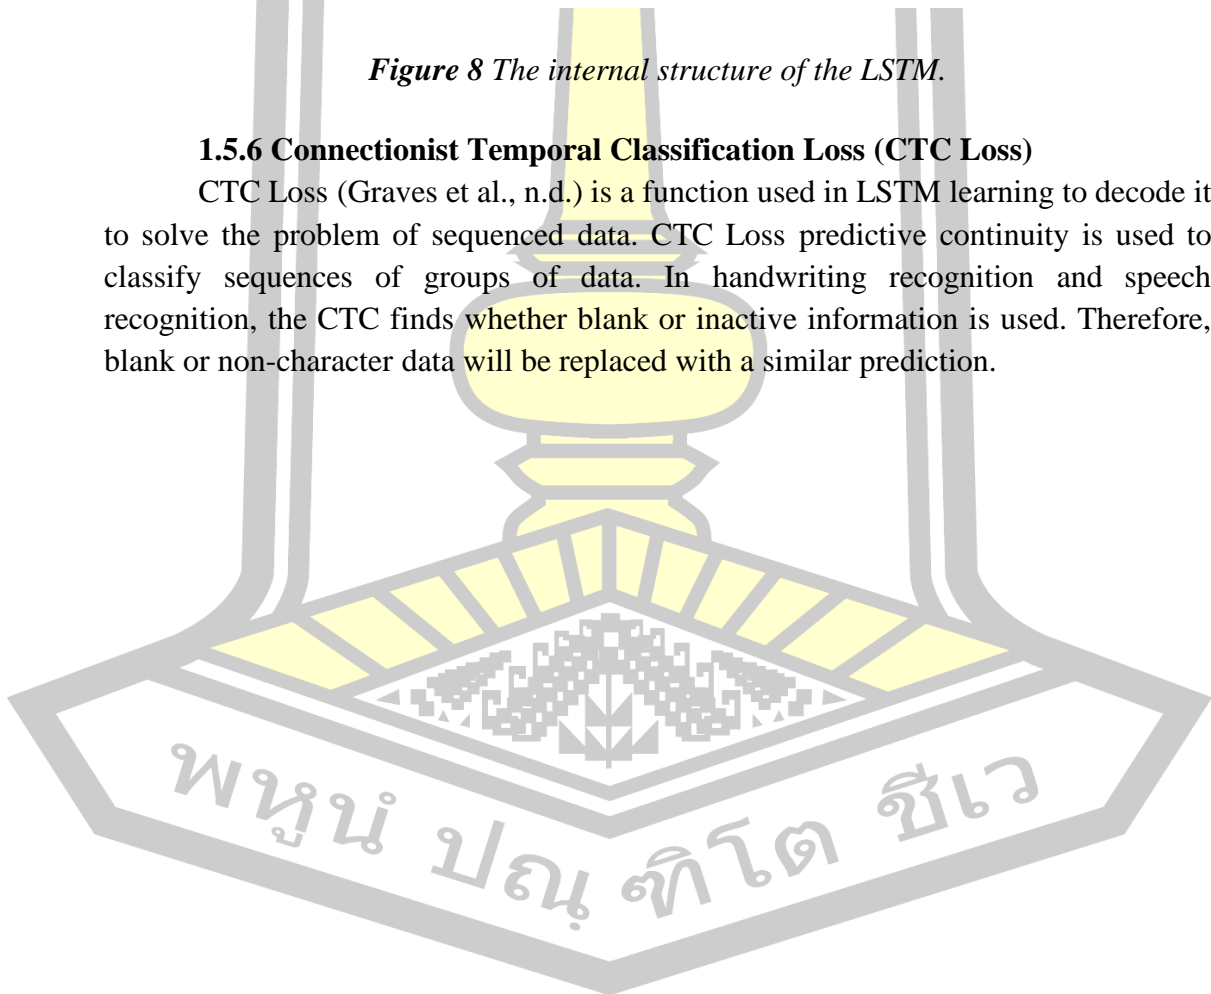 Figure 8 The internal structure of the LSTM.
1.5.6 Connectionist Temporal Classification Loss (CTC Loss)
CTC Loss (Graves et al., n.d.) is a function used in LSTM learning to decode it
to solve the problem of sequenced data. CTC Loss predictive continuity is used to
classify sequences of groups of data. In handwriting recognition and speech
recognition, the CTC finds whether blank or inactive information is used. Therefore,
blank or non-character data will be replaced with a similar prediction.
พหูนํ ปณฺฑิโต ชีเว